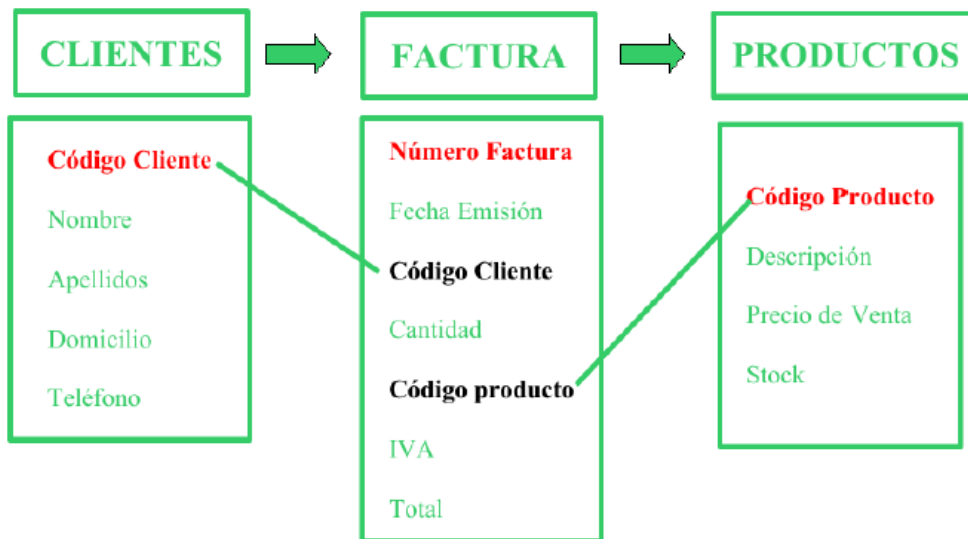 CLIENTES
FACTURA
PRODUCTOS
Código Cliente
Nombre
Apellidos
Domicilio
Teléfono
Número Factura
Fecha Emisión
Código Cliente
Cantidad
Código producto
IVA
Total
Código Producto
Descripción
Precio de Venta
Stock